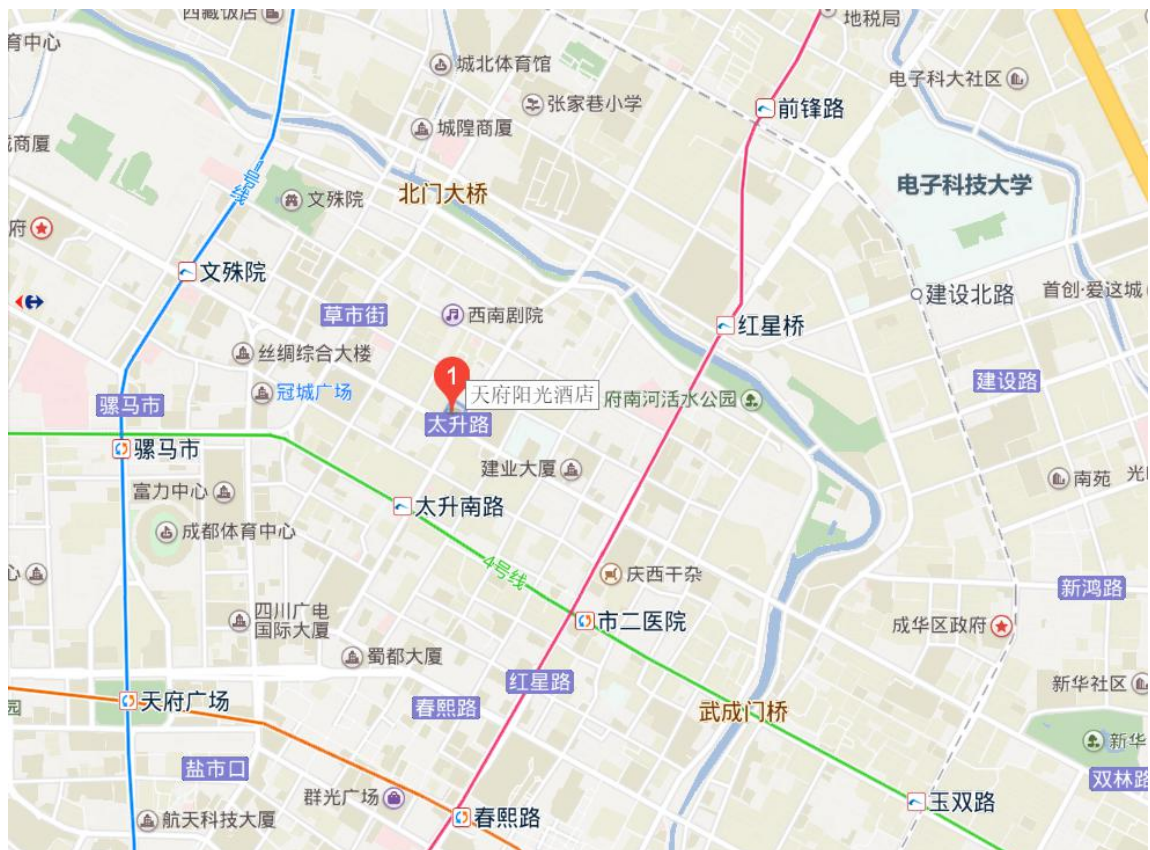 西藏饭店
地税局
育中心
城北体育馆
电子科大社区
张家巷小学
前锋路
城隍商厦
商厦
电子科技大学
1号线
文殊院
北门大桥
府
文殊院
建设北路
首创·爱这城
草市街
西南剧院
红星桥
丝绸综合大楼
1
建设路
冠城广场
天府阳光酒店
府南河活水公园
骡马市
太升路
骡马市
建业大厦
南苑
富力中心
太升南路
成都体育中心
4号线
心
庆西干杂
新鸿路
四川广电
国际大厦
市二医院
成华区政府
蜀都大厦
红星路
新华社区
天府广场
园
春熙路
武成门桥
新华
盐市口
双林路
群光广场
玉双路
航天科技大厦
春熙路